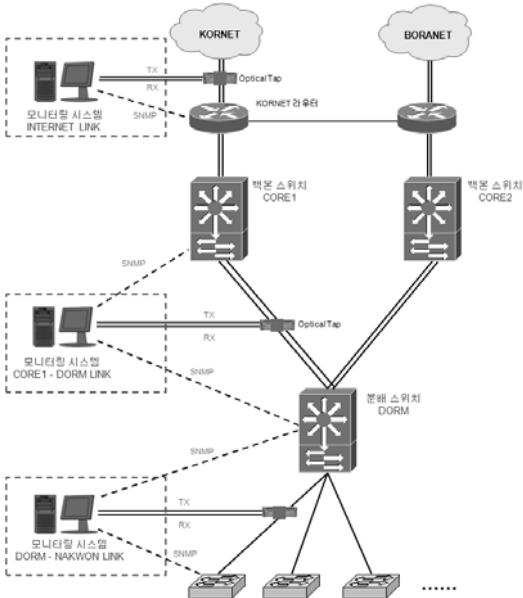 KORNET
BORANET
TX
RX
OpticalTap
SNMP
KORNET 라우터
모니터링 시스템
INTERNET LINK
백본 스위치
CORE1
백본 스위치
CORE2
SNMP
TX
RX
OpticalTap
모니터링 시스템
CORE1 - DORM LINK
SNMP
분배 스위치
DORM
SNMP
TX
RX
모니터링 시스템
DORM - NAKWON LINK
SNMP
......